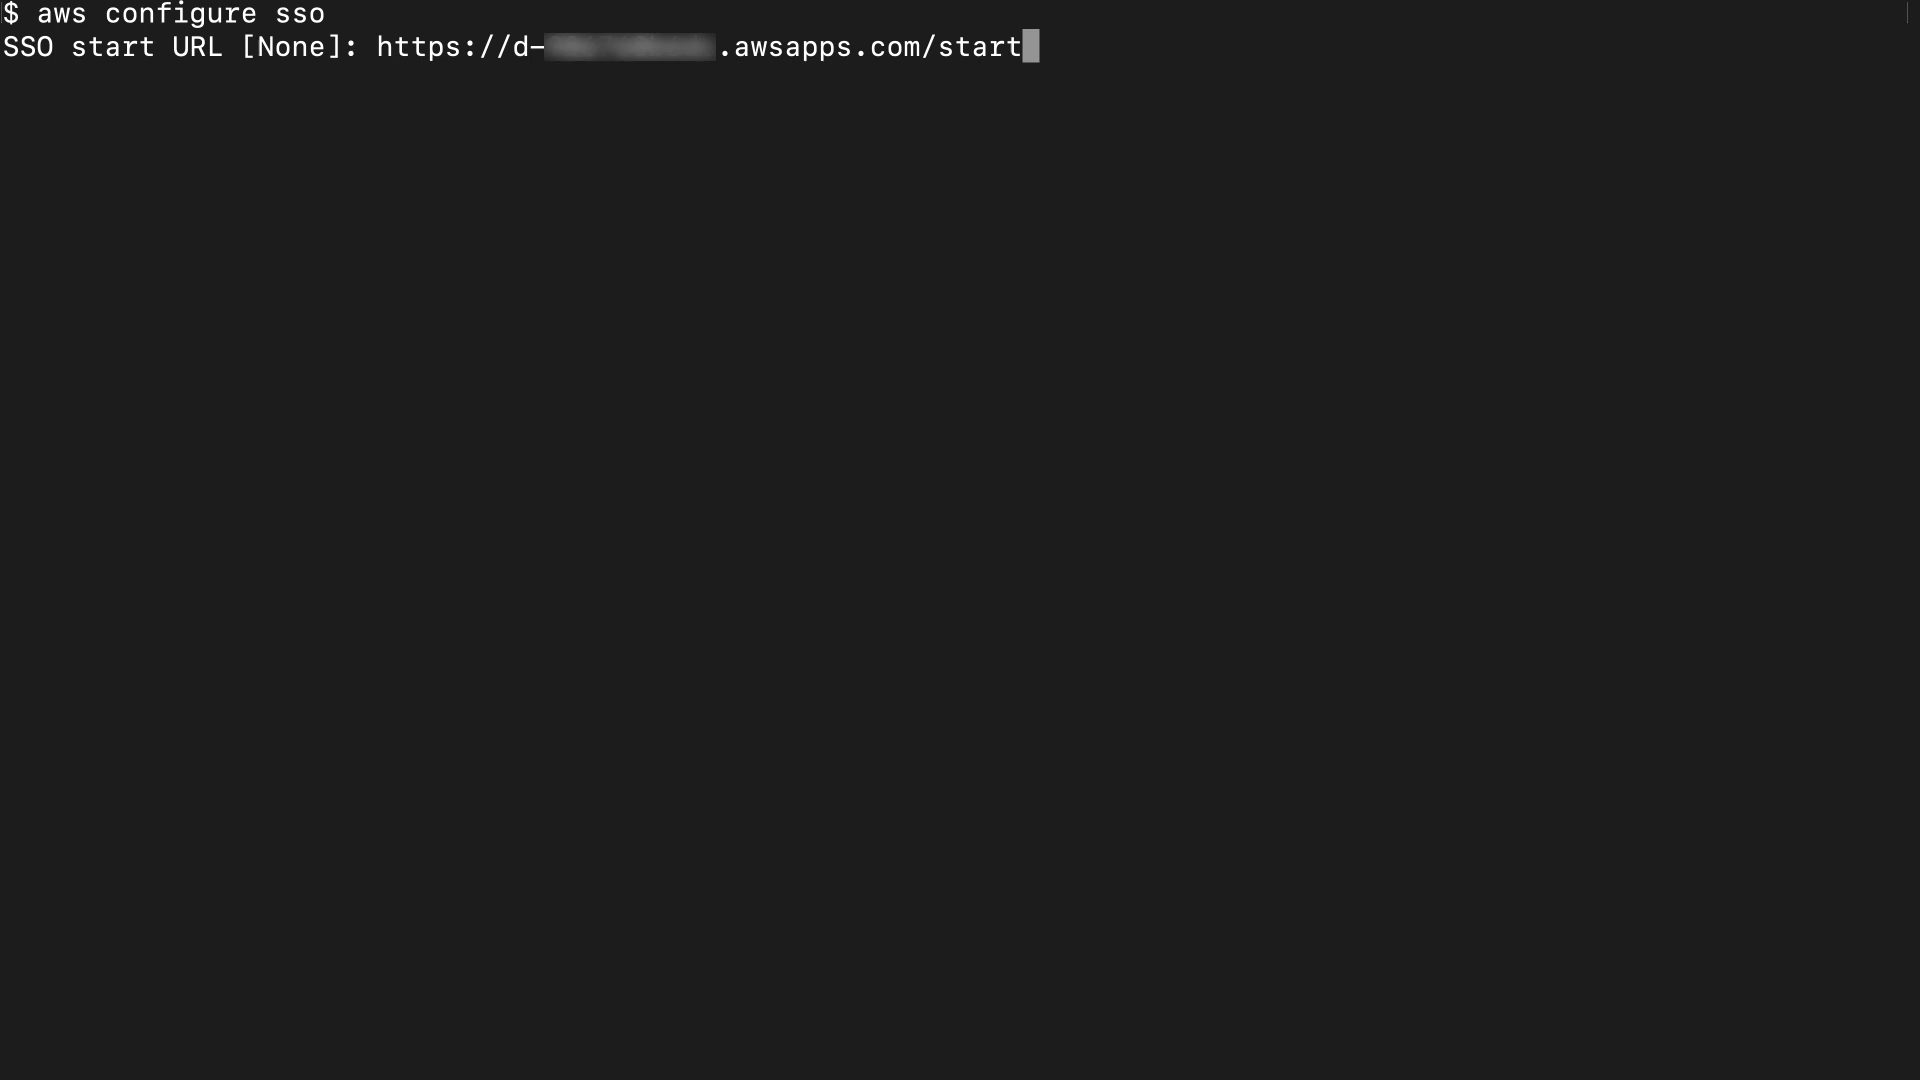 $ aws configure sso
SSO start URL [None]: https://d-.awsapps.com/start